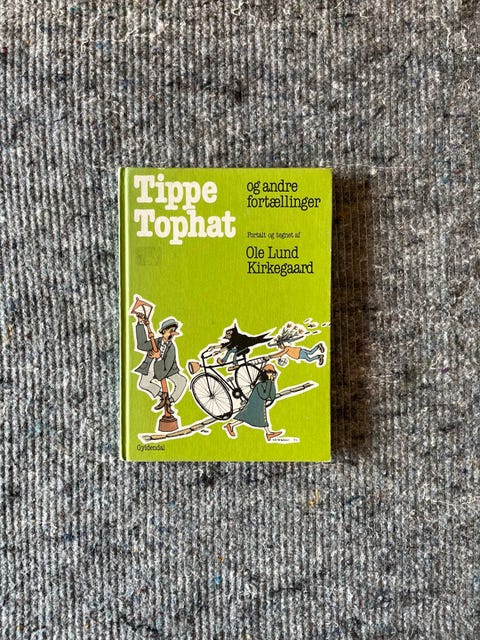 Tippe
Tophat
og andre
fortællinger
Fortalt og tegnet af
Ole Lund
Kirkegaard
Gyldendal